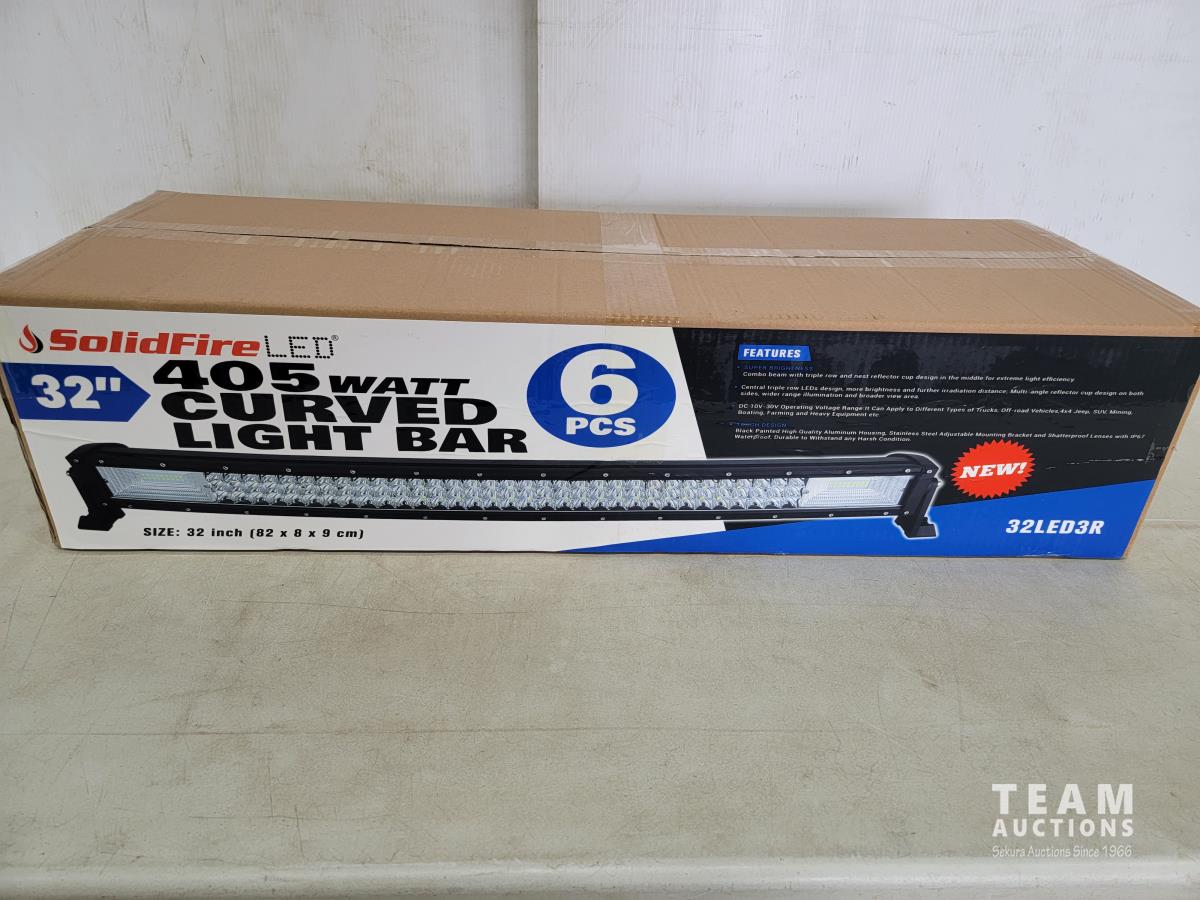 SolidFire LED®
32"
405 WATT
CURVED
LIGHT BAR
6
PCS
SIZE: 32 inch (82 x 8 x 9 cm)
FEATURES
• SUPER BRIGHTNESS
Combo beam with triple row and nest reflector cup design in the middle for extreme light efficiency.
• Central triple row LEDs design, more brightness and further irradiation distance; Multi-angle reflector cup design on both
sides, wider range illumination and broader view area.
• DC 10V-30V Operating Voltage Range: It Can Apply to Different Types of Trucks, Off-road Vehicles,4x4 Jeep, SUV, Mining,
Boating, Farming and Heavy Equipment etc.
• TOUGH DESIGN
Black Painted High Quality Aluminum Housing, Stainless Steel Adjustable Mounting Bracket and Shatterproof Lenses with IP67
Waterproof, Durable to Withstand any Harsh Condition.
NEW!
32LED3R
TEAM
AUCTIONS
Sekura Auctions Since 1966